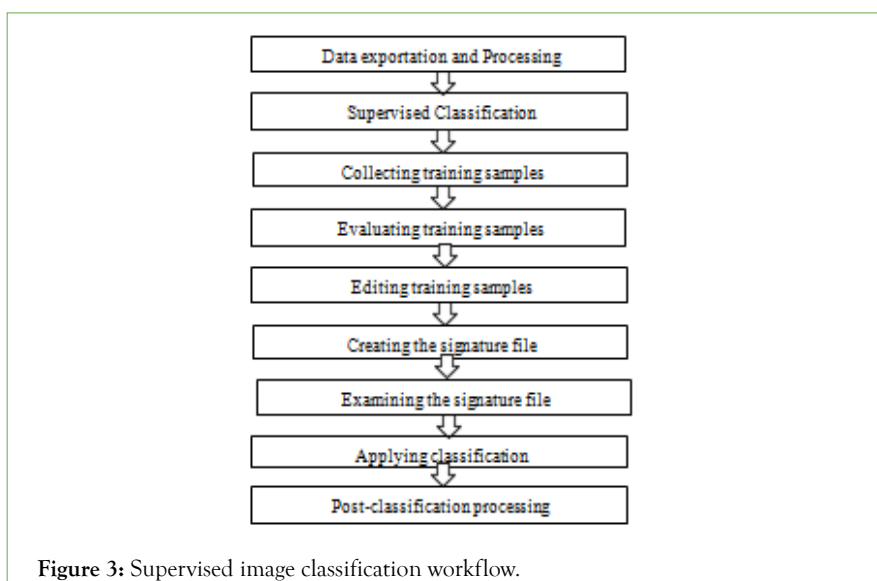 Data exportation and Processing
Supervised Classification
Collecting training samples
Evaluating training samples
Editing training samples
Creating the signature file
Examining the signature file
Applying classification
Post-classification processing
Figure 3: Supervised image classification workflow.